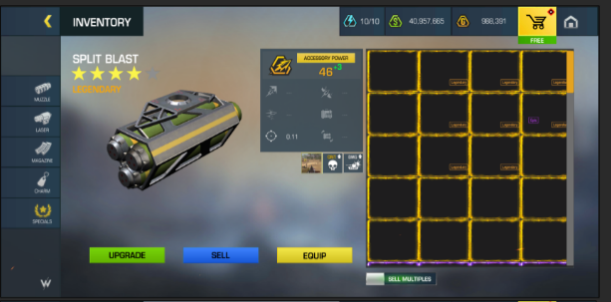 INVENTORY
10/10
40,957,665
988,391
FREE
SPLIT BLAST
LEGENDARY
ACCESSORY POWER
46 +3
0.11
MUZZLE
LASER
MAGAZINE
CHARM
SPECIALS
UPGRADE
SELL
EQUIP
SELL MULTIPLES